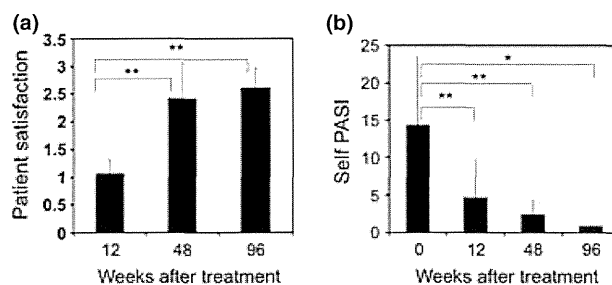 (a)
Patient satisfaction
3.5
3
2.5
2
1.5
1
0.5
0
**
**
12 48 96
Weeks after treatment
(b)
Self PASI
25
20
15
10
5
0
*
**
**
0 12 48 96
Weeks after treatment